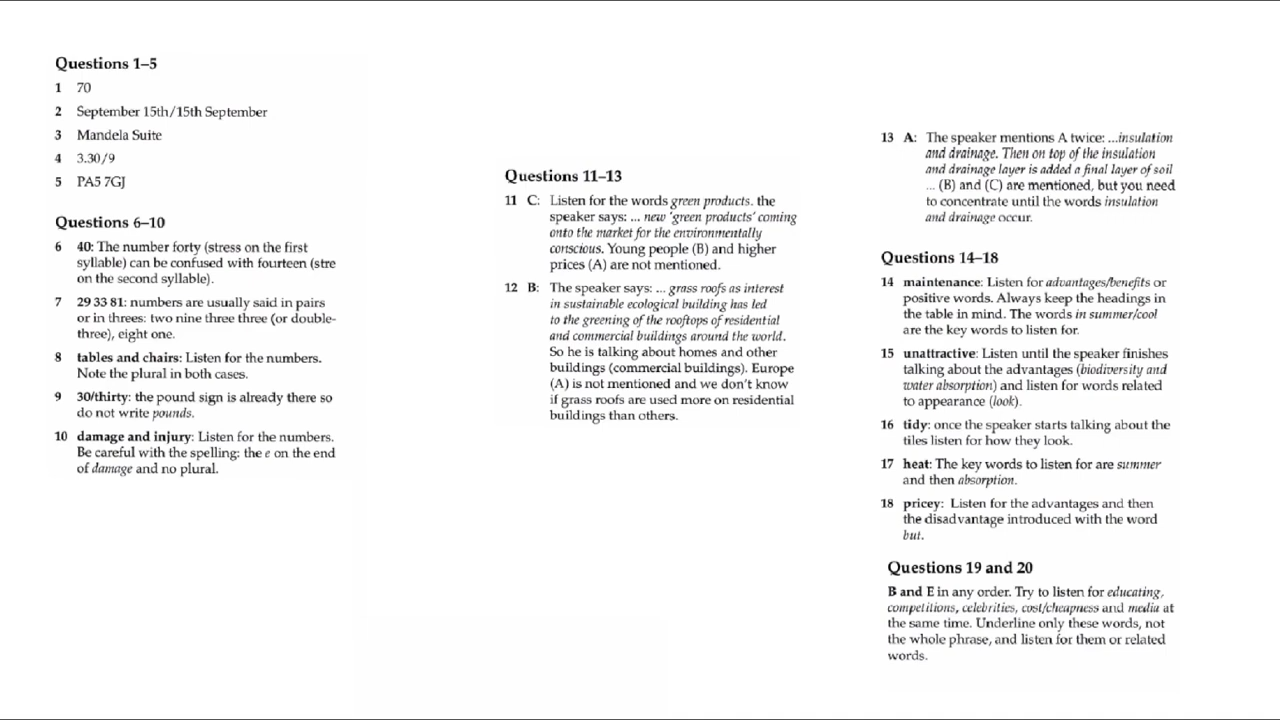 Questions 1–5
1 70
2 September 15th/15th September
3 Mandela Suite
4 3.30/9
5 PA5 7GJ
Questions 6–10
6 40: The number forty (stress on the first
syllable) can be confused with fourteen (stre
on the second syllable).
7 29 33 81: numbers are usually said in pairs
or in threes: two nine three three (or double-
three), eight one.
8 tables and chairs: Listen for the numbers.
Note the plural in both cases.
9 30/thirty: the pound sign is already there so
do not write pounds.
10 damage and injury: Listen for the numbers.
Be careful with the spelling: the e on the end
of damage and no plural.
Questions 11–13
11 C: Listen for the words green products. the
speaker says: ... new 'green products' coming
onto the market for the environmentally
conscious. Young people (B) and higher
prices (A) are not mentioned.
12 B: The speaker says: ... grass roofs as interest
in sustainable ecological building has led
to the greening of the rooftops of residential
and commercial buildings around the world.
So he is talking about homes and other
buildings (commercial buildings). Europe
(A) is not mentioned and we don't know
if grass roofs are used more on residential
buildings than others.
13 A: The speaker mentions A twice: ...insulation
and drainage. Then on top of the insulation
and drainage layer is added a final layer of soil
... (B) and (C) are mentioned, but you need
to concentrate until the words insulation
and drainage occur.
Questions 14–18
14 maintenance: Listen for advantages/benefits or
positive words. Always keep the headings in
the table in mind. The words in summer/cool
are the key words to listen for.
15 unattractive: Listen until the speaker finishes
talking about the advantages (biodiversity and
water absorption) and listen for words related
to appearance (look).
16 tidy: once the speaker starts talking about the
tiles listen for how they look.
17 heat: The key words to listen for are summer
and then absorption.
18 pricey: Listen for the advantages and then
the disadvantage introduced with the word
but.
Questions 19 and 20
B and E in any order. Try to listen for educating,
competitions, celebrities, cost/cheapness and media at
the same time. Underline only these words, not
the whole phrase, and listen for them or related
words.